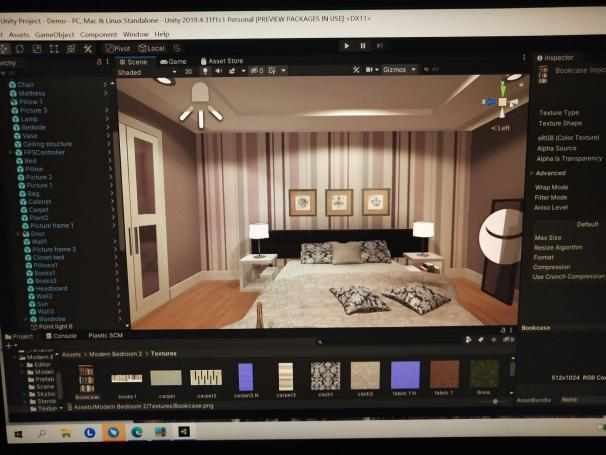 Unity Project - Demo - PC, Mac & Linux Standalone - Unity 2019.4.31f1c1 Personal [PREVIEW PACKAGES IN USE] <DX11>
Assets GameObject Component Window Help
Pivot Local
Scene Game Asset Store
Shaded 2D Gizmos All
Chair
Mattress
Pillow 1
Picture 3
Lamp
Bedside
Vase
Ceiling structure
FPSController
Bed
Pillow
Picture 2
Picture 1
Bag
Cabinet
Carpet
Plant2
Picture frame 1
Door
Wall1
Picture frame 2
Closet bed
Pillows1
Books1
Books2
Headboard
Wall2
Sun
Wall3
Wardrobe
Point light 6
Left
Inspector
Bookcase Impo
Texture Type
Texture Shape
sRGB (Color Texture)
Alpha Source
Alpha Is Transparency
Advanced
Wrap Mode
Filter Mode
Aniso Level
Default
Max Size
Resize Algorithm
Format
Compression
Use Crunch Compression
Bookcase
512x1024 RGB Co
AssetBundle None
Project Console Plastic SCM
Assets > Modern Bedroom 2 > Textures
Modern B
Editor
Model
Prefab
Scene
Skybo
Standa
Textur
Bookcase books 1 carpet carpet2 carpet3 N carpet3 cloth1 cloth2 fabric 1 N fabric 1 Grass
Assets/Modern Bedroom 2/Textures/Bookcase.png